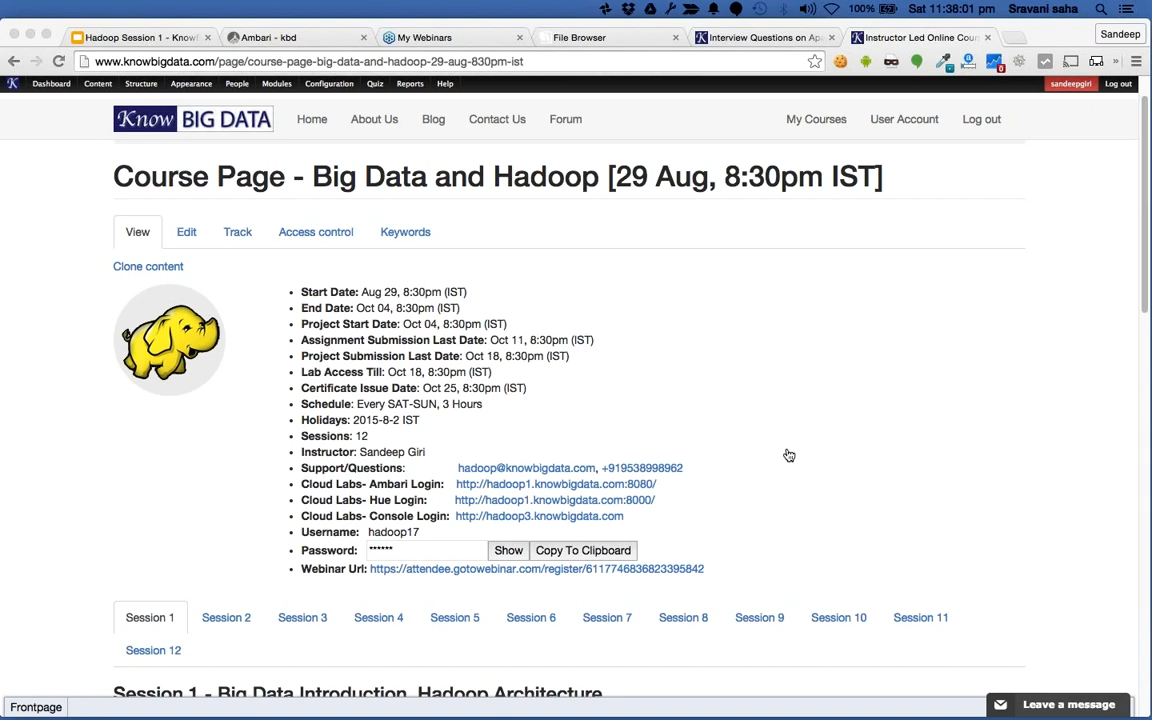 100% Sat 11:38:01 pm Sravani saha
Hadoop Session 1 - KnowB
Ambari - kbd
My Webinars
File Browser
Interview Questions on Apa
Instructor Led Online Cour
Sandeep
www.knowbigdata.com/page/course-page-big-data-and-hadoop-29-aug-830pm-ist
Dashboard Content Structure Appearance People Modules Configuration Quiz Reports Help sandeepgiri Log out
Know BIG DATA Home About Us Blog Contact Us Forum My Courses User Account Log out
Course Page - Big Data and Hadoop [29 Aug, 8:30pm IST]
View Edit Track Access control Keywords
Clone content
Start Date: Aug 29, 8:30pm (IST)
End Date: Oct 04, 8:30pm (IST)
Project Start Date: Oct 04, 8:30pm (IST)
Assignment Submission Last Date: Oct 11, 8:30pm (IST)
Project Submission Last Date: Oct 18, 8:30pm (IST)
Lab Access Till: Oct 18, 8:30pm (IST)
Certificate Issue Date: Oct 25, 8:30pm (IST)
Schedule: Every SAT-SUN, 3 Hours
Holidays: 2015-8-2 IST
Sessions: 12
Instructor: Sandeep Giri
Support/Questions: hadoop@knowbigdata.com, +919538998962
Cloud Labs- Ambari Login: http://hadoop1.knowbigdata.com:8080/
Cloud Labs- Hue Login: http://hadoop1.knowbigdata.com:8000/
Cloud Labs- Console Login: http://hadoop3.knowbigdata.com
Username: hadoop17
Password: ****** Show Copy To Clipboard
Webinar Url: https://attendee.gotowebinar.com/register/6117746836823395842
Session 1 Session 2 Session 3 Session 4 Session 5 Session 6 Session 7 Session 8 Session 9 Session 10 Session 11
Session 12
Session 1 - Big Data Introduction, Hadoop Architecture
Frontpage
Leave a message